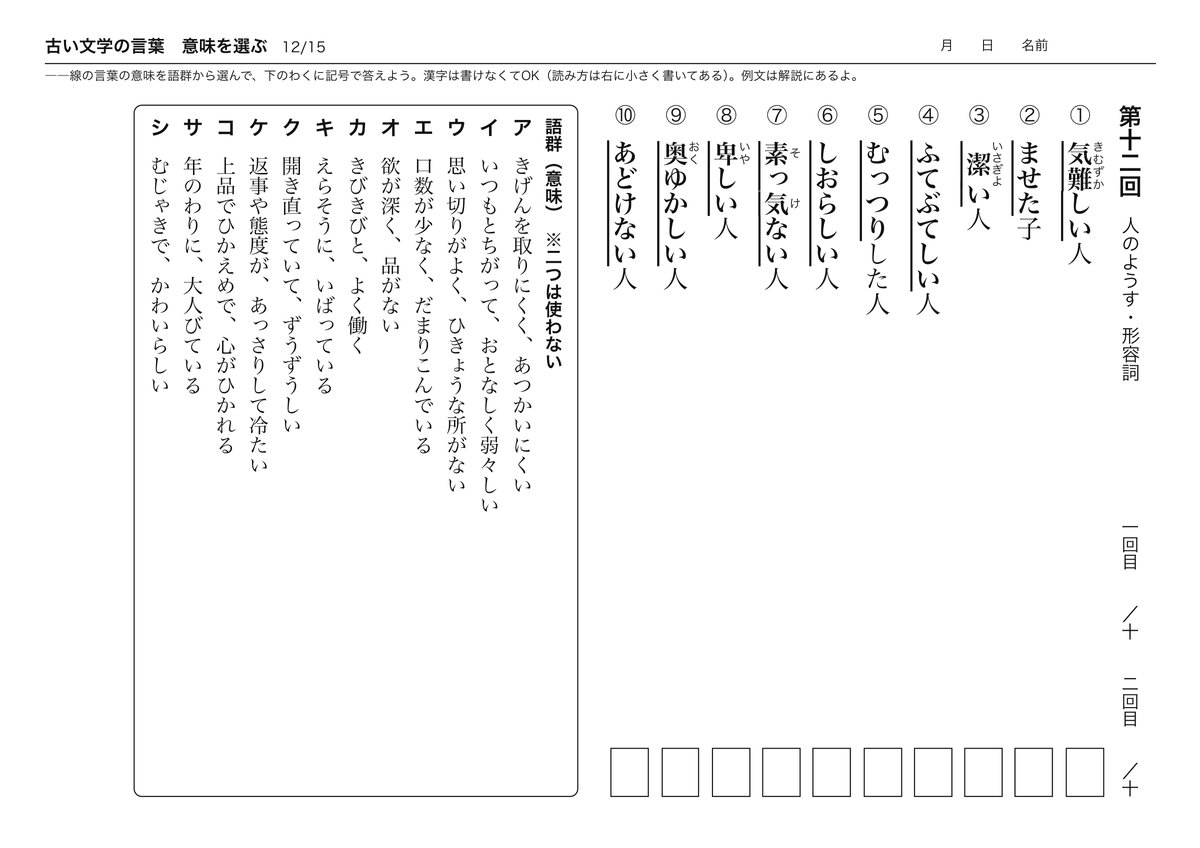 古い文学の言葉　意味を選ぶ　12/15
月　日　名前
――線の言葉の意味を語群から選んで、下のわくに記号で答えよう。漢字は書けなくてOK（読み方は右に小さく書いてある）。例文は解説にあるよ。
第十二回　人のようす・形容詞　一回目　／十　二回目　／十
① 気難しい人
きむずか
② ませた子
③ 潔い人
いさぎよ
④ ふてぶてしい人
⑤ むっつりした人
⑥ しおらしい人
⑦ 素っ気ない人
そ　け
⑧ 卑しい人
いや
⑨ 奥ゆかしい人
おく
⑩ あどけない人
語群（意味）　※二つは使わない
ア　きげんを取りにくく、あつかいにくい
イ　いつもとちがって、おとなしく弱々しい
ウ　思い切りがよく、ひきょうな所がない
エ　口数が少なく、だまりこんでいる
オ　欲が深く、品がない
カ　きびきびと、よく働く
キ　えらそうに、いばっている
ク　開き直っていて、ずうずうしい
ケ　返事や態度が、あっさりして冷たい
コ　上品でひかえめで、心がひかれる
サ　年のわりに、大人びている
シ　むじゃきで、かわいらしい